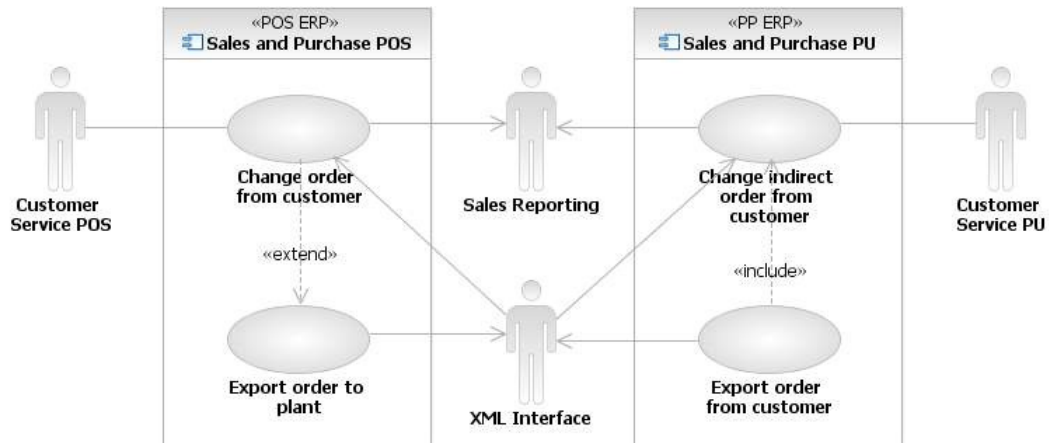 «POS ERP»
Sales and Purchase POS
«PP ERP»
Sales and Purchase PU
Customer
Service POS
Change order
from customer
Sales Reporting
Change indirect
order from
customer
Customer
Service PU
«extend»
«include»
Export order to
plant
XML Interface
Export order
from customer